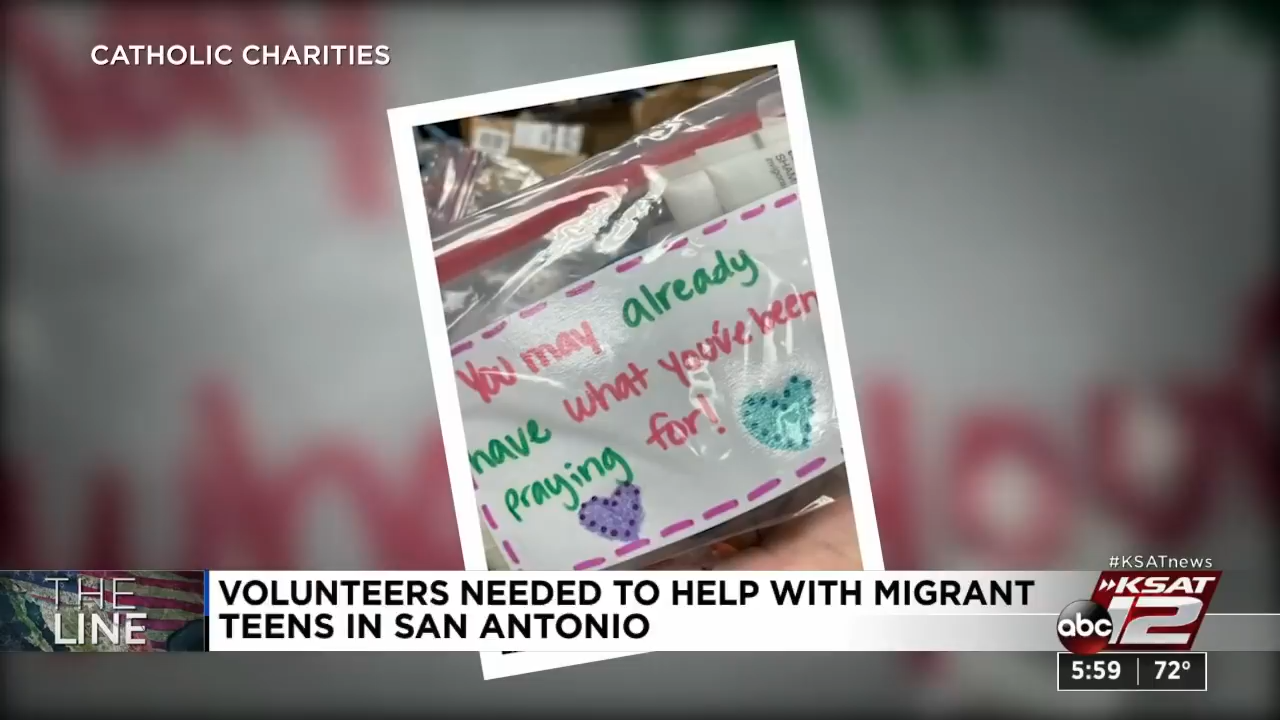 CATHOLIC CHARITIES
You may already
have what you've been
praying for!
#KSATnews
THE
LINE
VOLUNTEERS NEEDED TO HELP WITH MIGRANT
TEENS IN SAN ANTONIO
KSAT
abc 12
5:59 72°